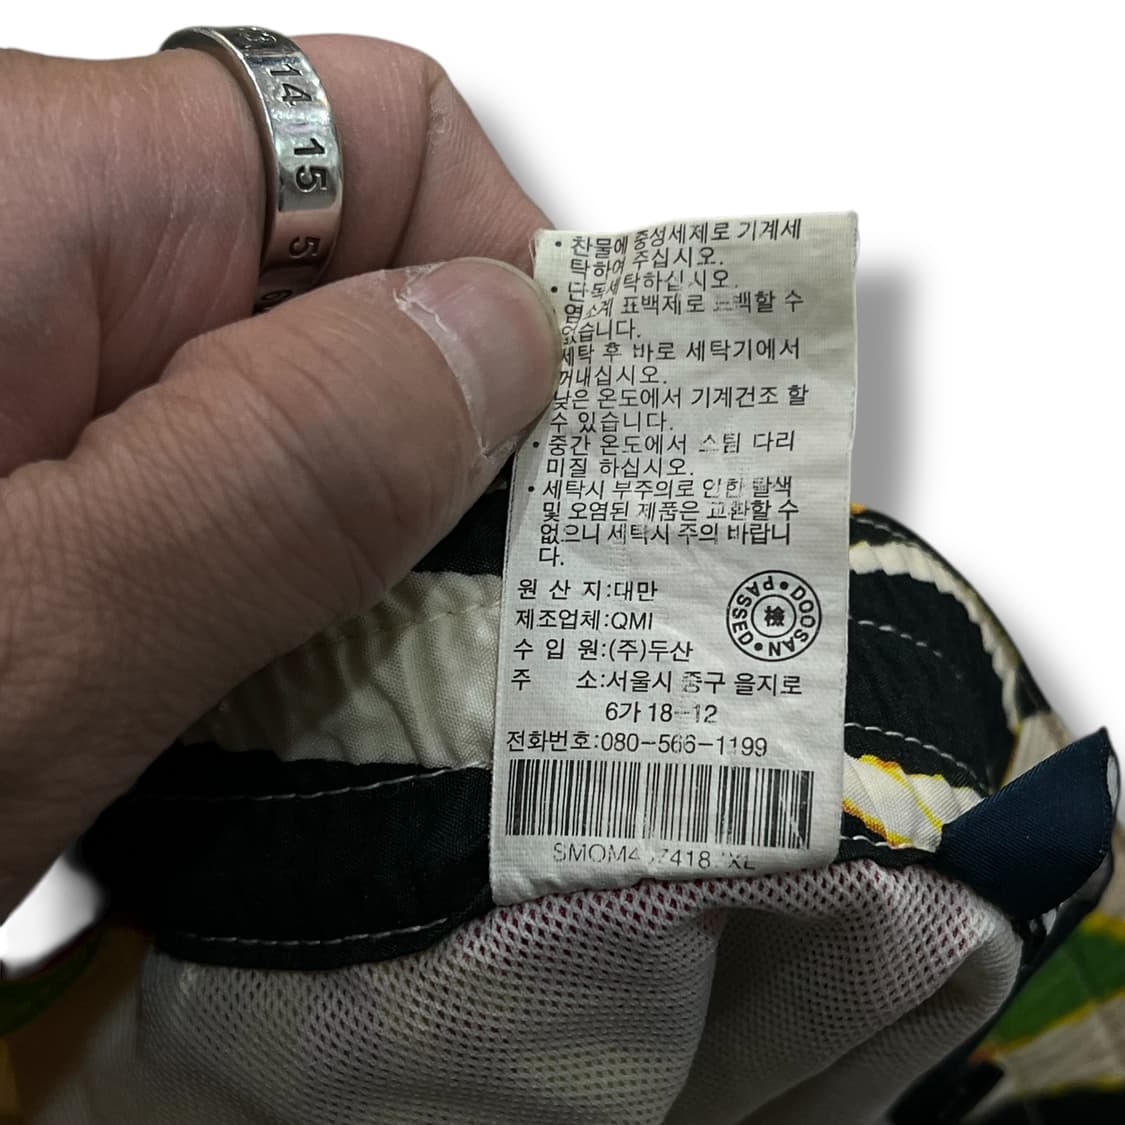 14 15
5
• 찬물에 중성세제로 기계세
탁하여 주십시오.
• 단독세탁하십시오.
염소계 표백제로 표백할 수
없습니다.
세탁 후 바로 세탁기에서
꺼내십시오.
낮은 온도에서 기계건조 할
수 있습니다.
• 중간 온도에서 스팀 다리
미질 하십시오.
• 세탁시 부주의로 인한 탈색
및 오염된 제품은 교환할 수
없으니 세탁시 주의 바랍니
다.
원 산 지:대만
제조업체:QMI
수 입 원:(주)두산
주 소:서울시 중구 을지로
6가 18-12
전화번호:080-566-1199
DOOSAN • PASSED •
檢